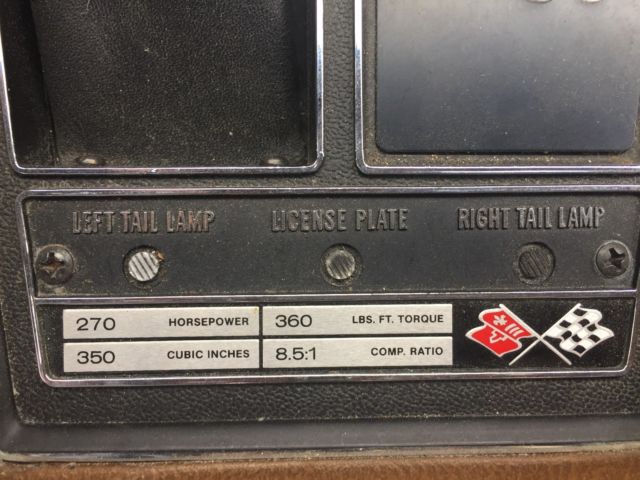 LEFT TAIL LAMP LICENSE PLATE RIGHT TAIL LAMP
270 HORSEPOWER 360 LBS. FT. TORQUE
350 CUBIC INCHES 8.5:1 COMP. RATIO